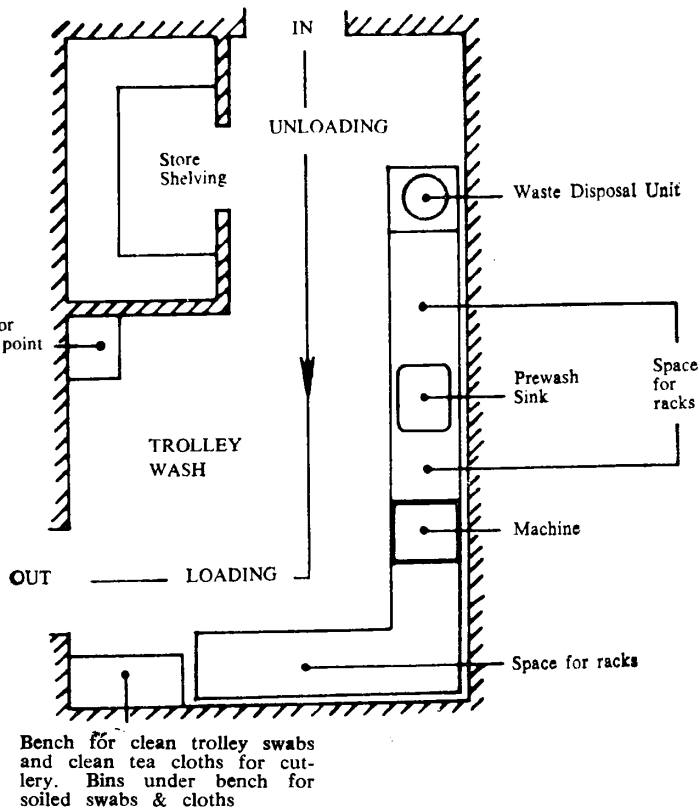 IN
UNLOADING
Store
Shelving
Waste Disposal Unit
or
point
Prewash
Sink
Space
for
racks
TROLLEY
WASH
Machine
OUT
LOADING
Space for racks
Bench for clean trolley swabs
and clean tea cloths for cut-
lery. Bins under bench for
soiled swabs & cloths